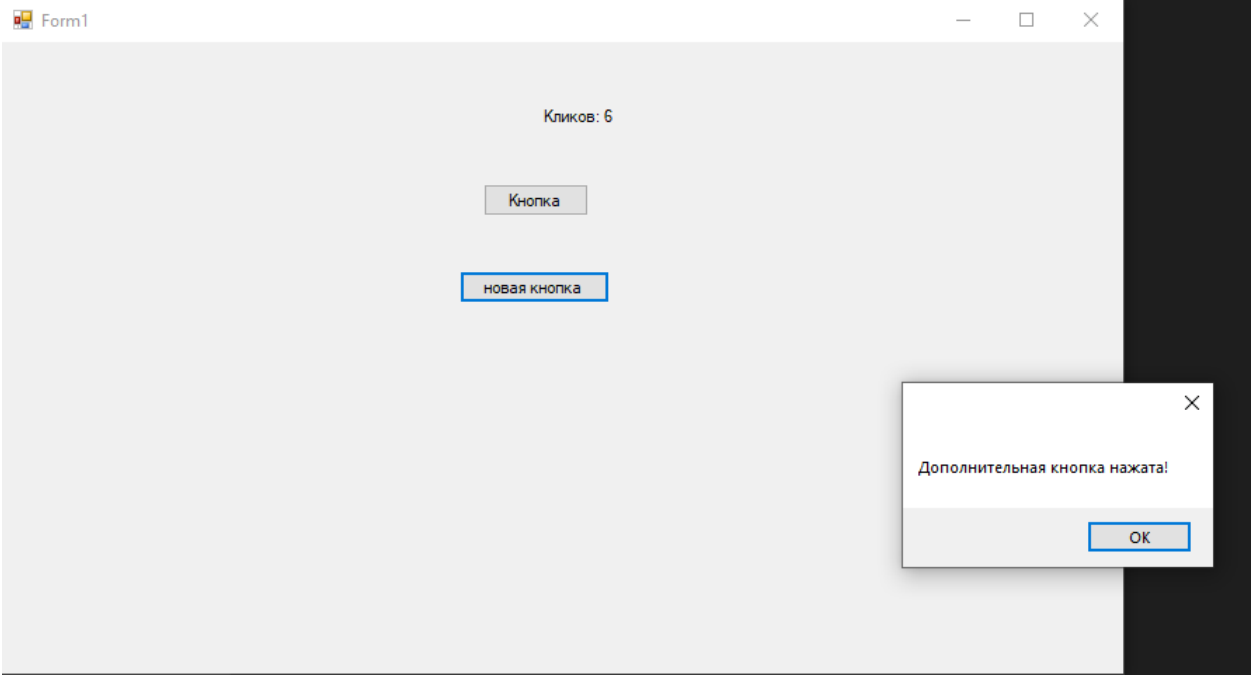 Form1
Кликов: 6
Кнопка
новая кнопка
Дополнительная кнопка нажата!
OK